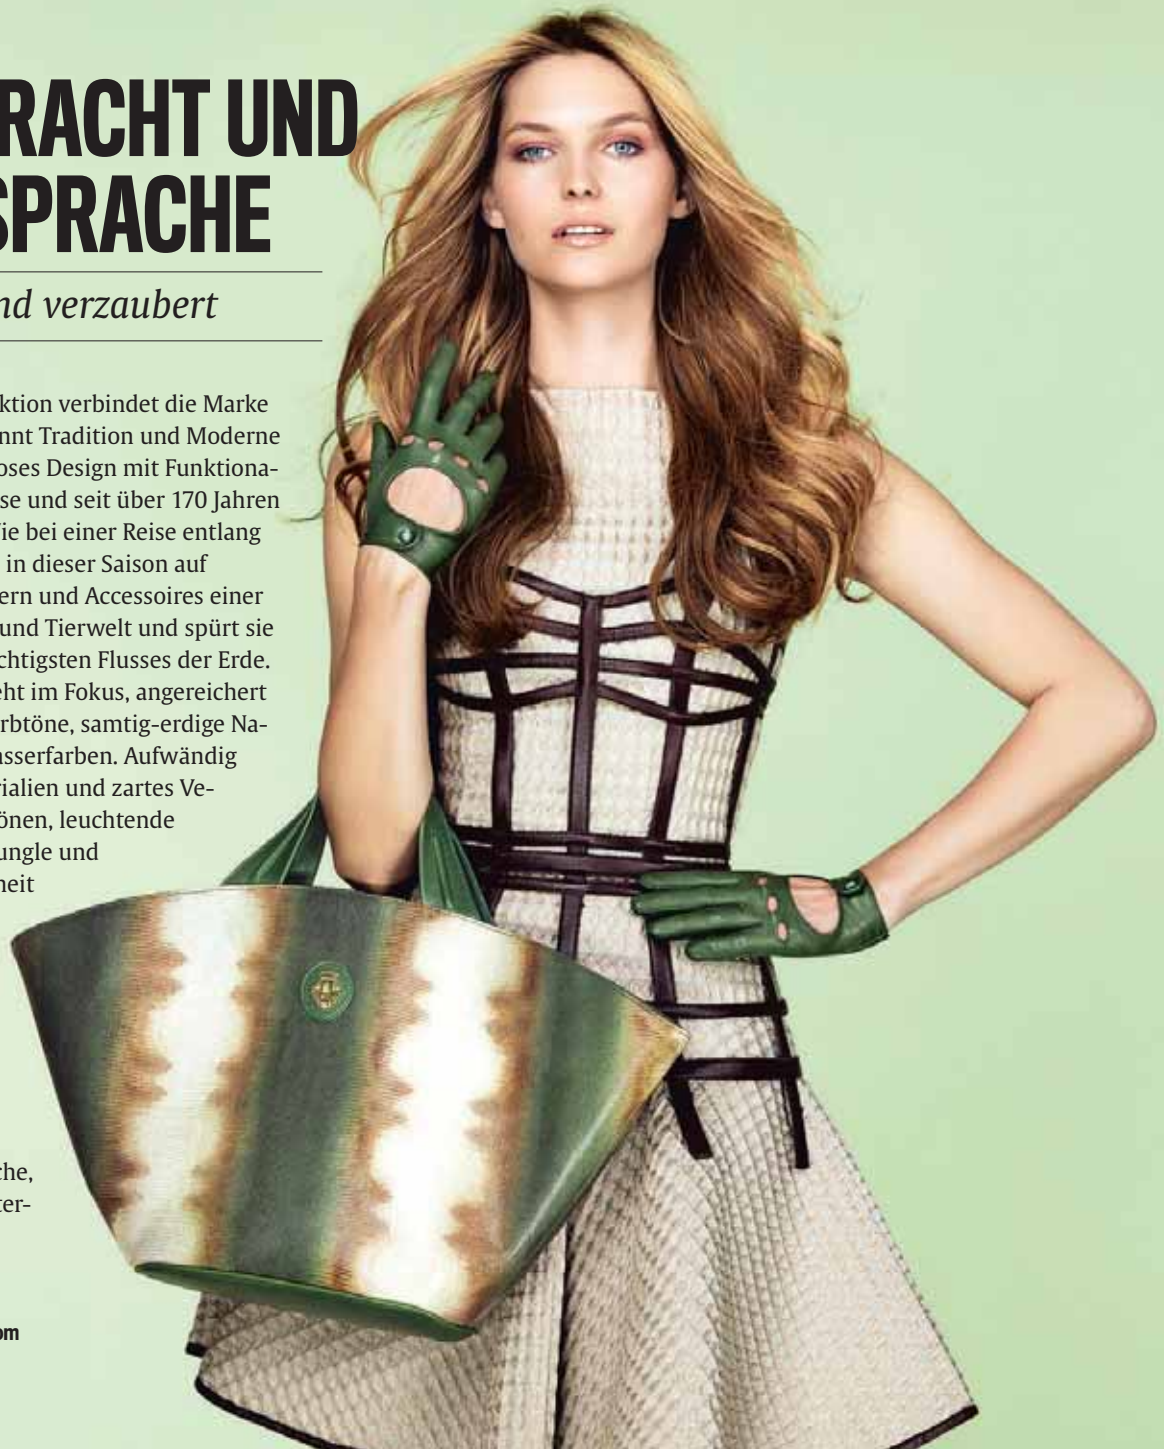 RACHT UND
SPRACHE
nd verzaubert
ktion verbindet die Marke
nnt Tradition und Moderne
oses Design mit Funktiona-
se und seit über 170 Jahren
ie bei einer Reise entlang
in dieser Saison auf
ern und Accessoires einer
und Tierwelt und spürt sie
chtigsten Flusses der Erde.
eht im Fokus, angereichert
rbtöne, samtig-erdige Na-
sserfarben. Aufwändig
ialien und zartes Ve-
önen, leuchtende
ungle und
heit
che,
ter-
om